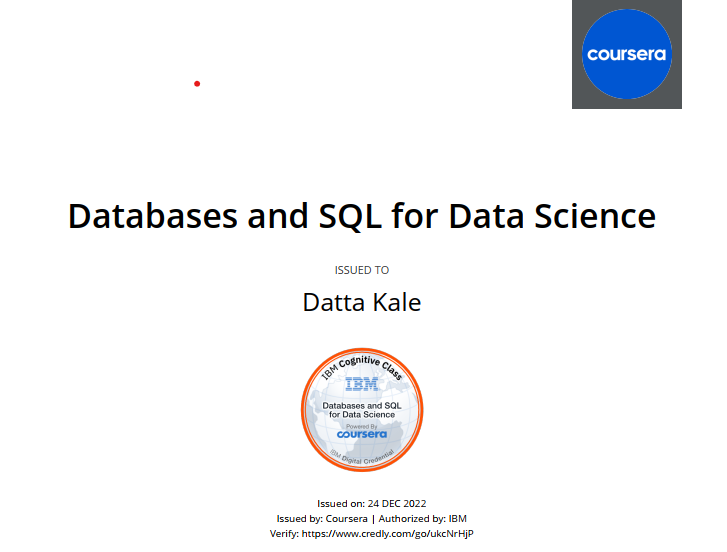 coursera
Databases and SQL for Data Science
ISSUED TO
Datta Kale
IBM Cognitive Class
IBM
Databases and SQL
for Data Science
Powered By
coursera
IBM Digital Credential
Issued on: 24 DEC 2022
Issued by: Coursera | Authorized by: IBM
Verify: https://www.credly.com/go/ukcNrHjP